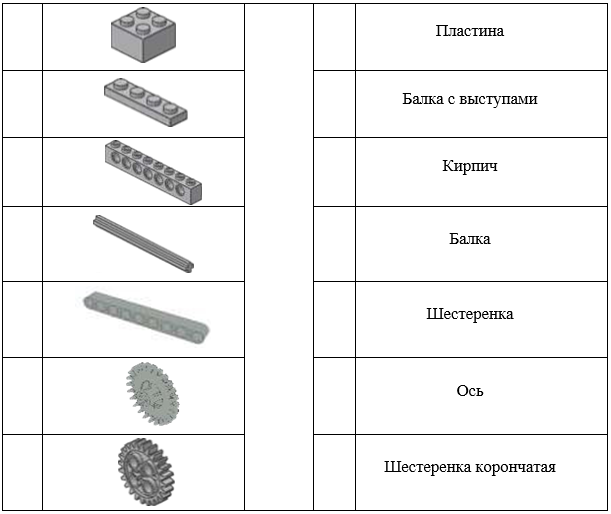 Пластина
Балка с выступами
Кирпич
Балка
Шестеренка
Ось
Шестеренка корончатая